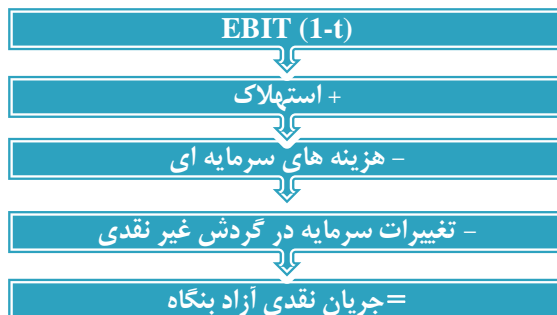 EBIT (1-t)
+ استهلاک
- هزینه های سرمایه ای
- تغییرات سرمایه در گردش غیر نقدی
=جریان نقدی آزاد بنگاه